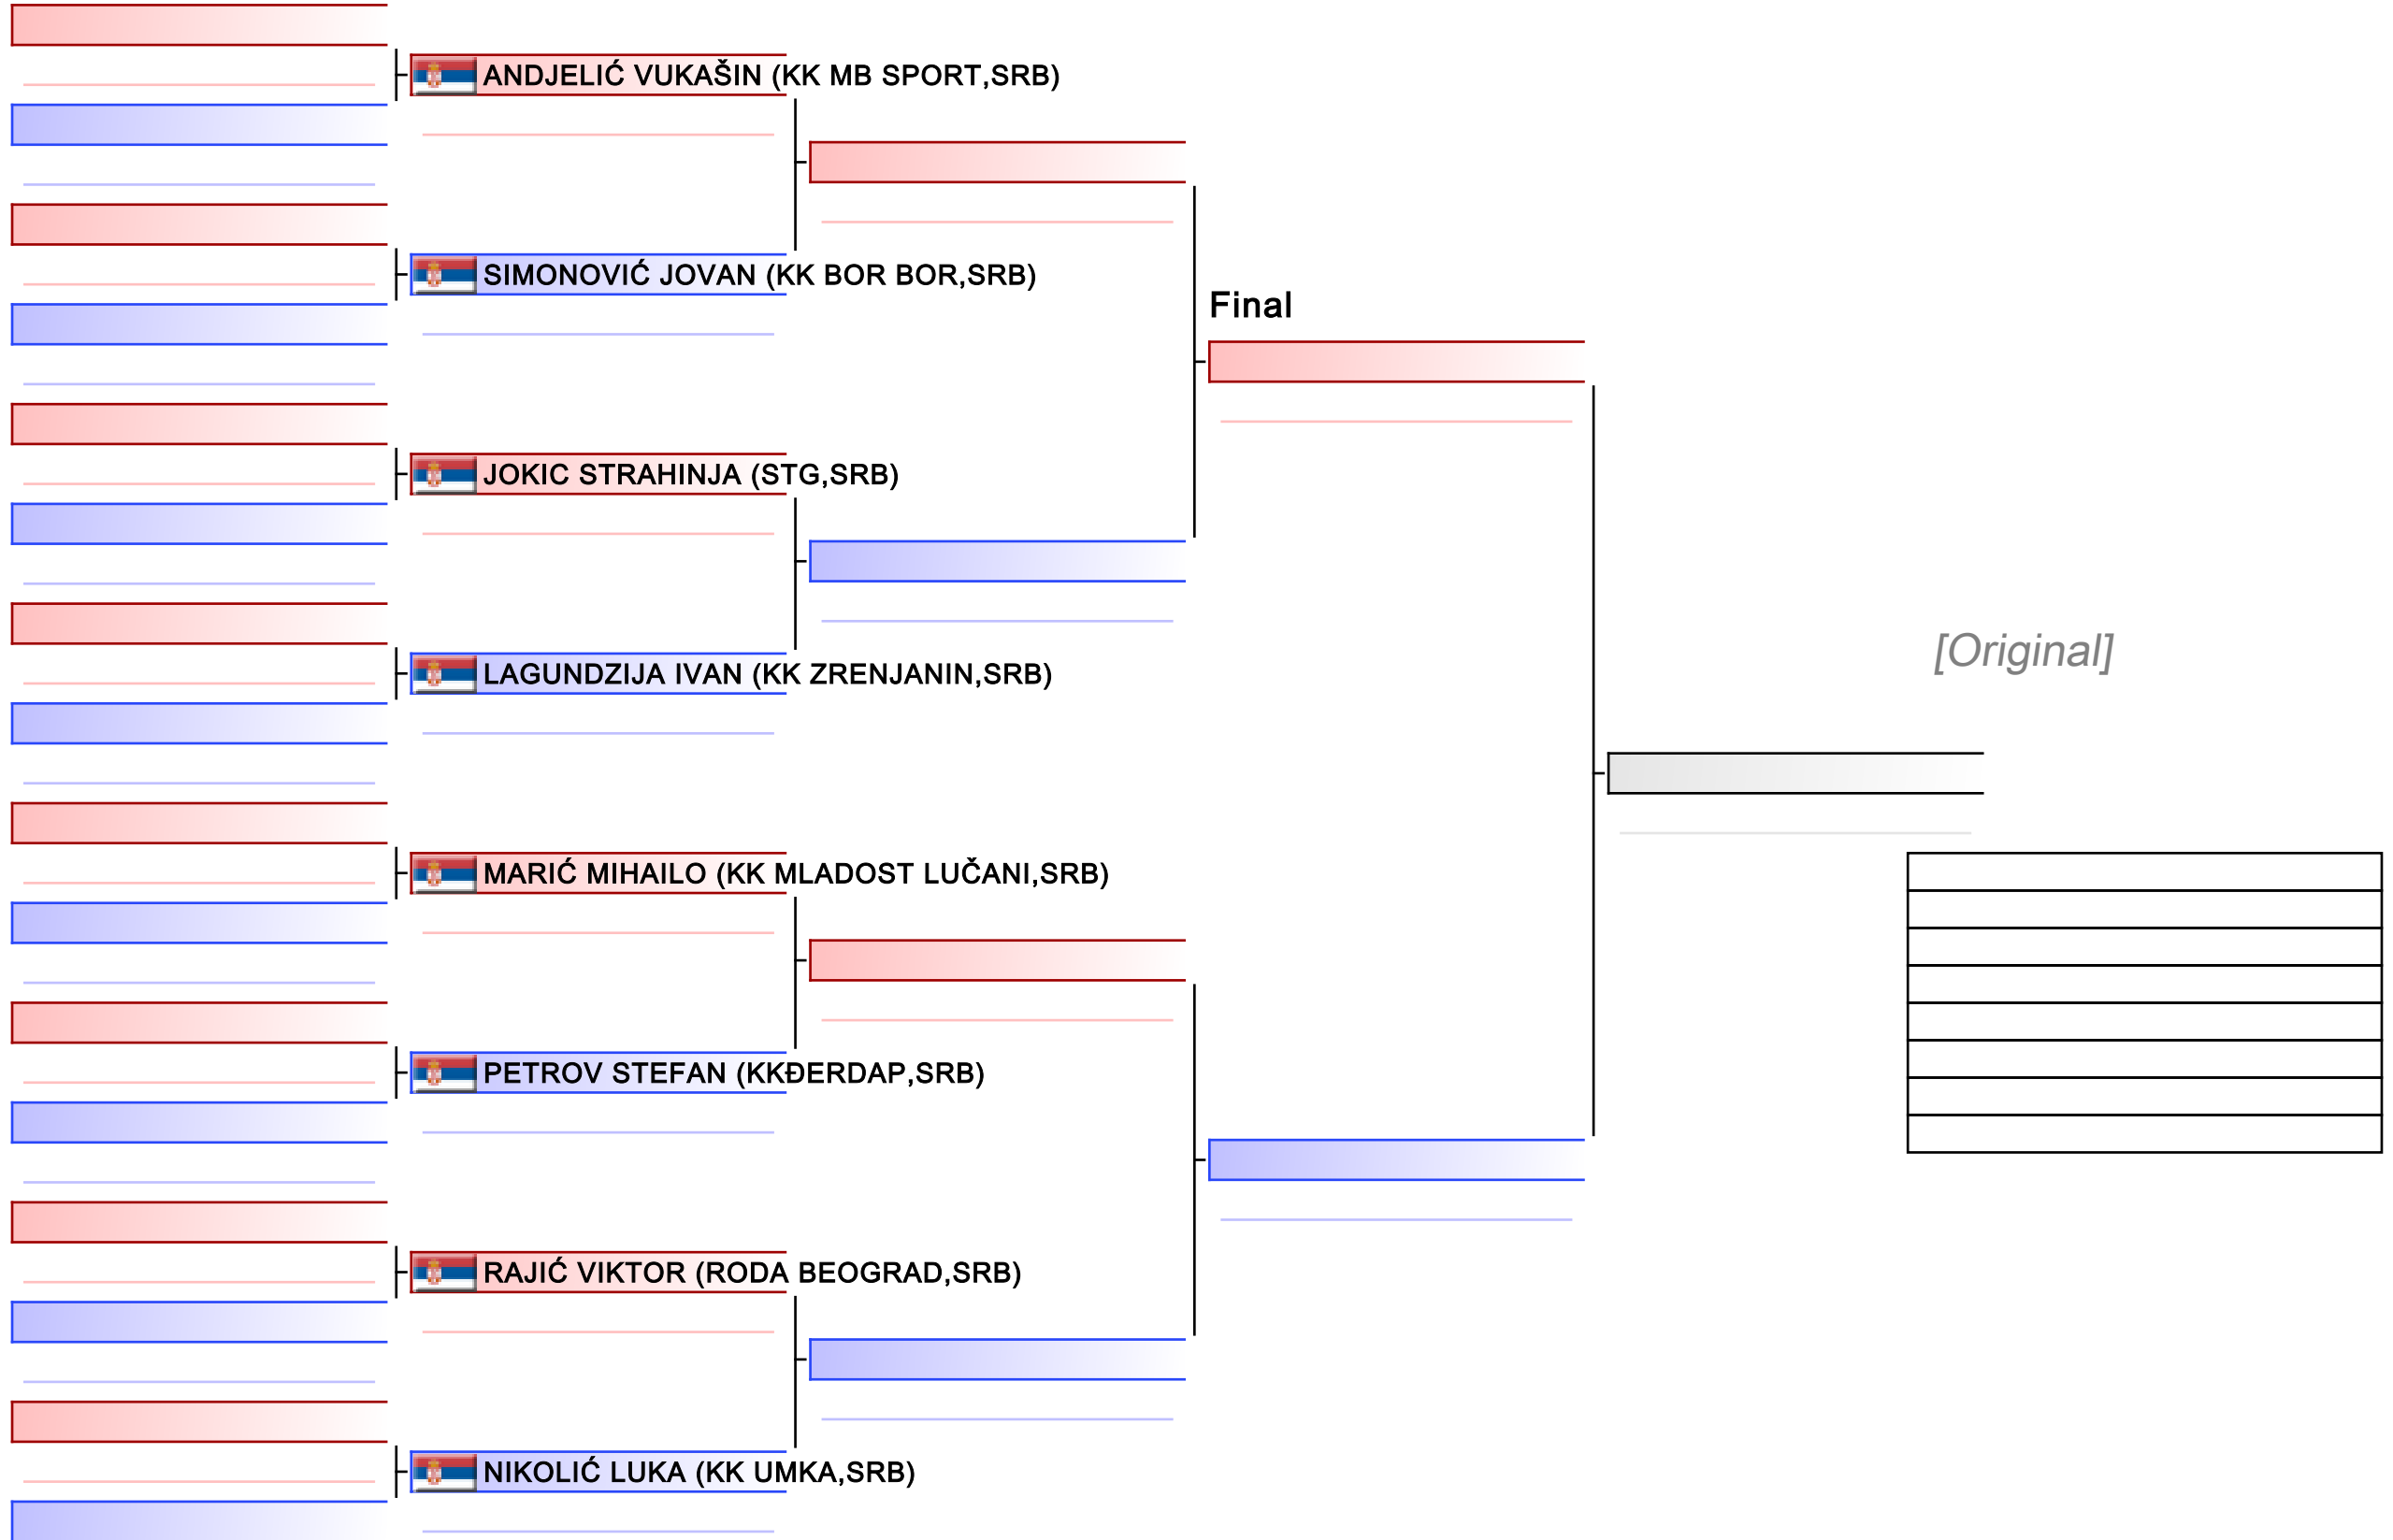 ANDJELIĆ VUKAŠIN (KK MB SPORT,SRB)
SIMONOVIĆ JOVAN (KK BOR BOR,SRB)
Final
JOKIC STRAHINJA (STG,SRB)
[Original]
LAGUNDZIJA IVAN (KK ZRENJANIN,SRB)
MARIĆ MIHAILO (KK MLADOST LUČANI,SRB)
PETROV STEFAN (KKĐERDAP,SRB)
RAJIĆ VIKTOR (RODA BEOGRAD,SRB)
NIKOLIĆ LUKA (KK UMKA,SRB)